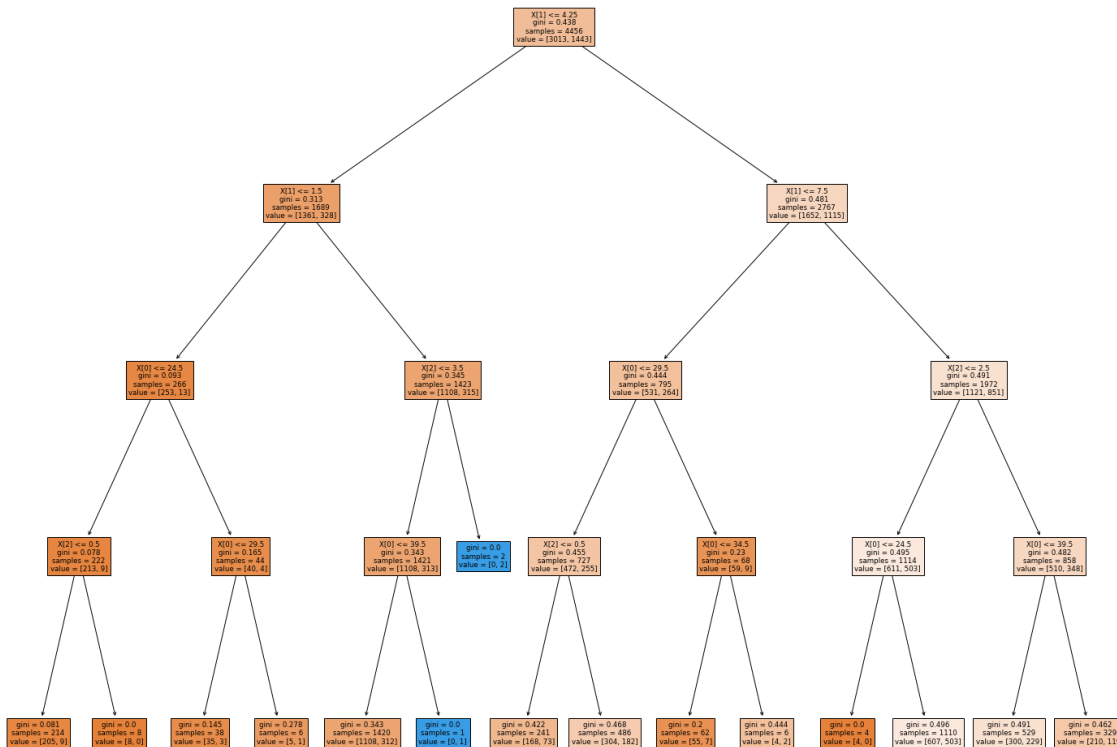 X[1] <= 4.25
gini = 0.438
samples = 4456
value = [3013, 1443]
X[1] <= 1.5
gini = 0.313
samples = 1689
value = [1361, 328]
X[1] <= 7.5
gini = 0.481
samples = 2767
value = [1652, 1115]
X[0] <= 24.5
gini = 0.093
samples = 266
value = [253, 13]
X[2] <= 3.5
gini = 0.345
samples = 1423
value = [1108, 315]
X[0] <= 29.5
gini = 0.444
samples = 795
value = [531, 264]
X[2] <= 2.5
gini = 0.491
samples = 1972
value = [1121, 851]
X[2] <= 0.5
gini = 0.078
samples = 222
value = [213, 9]
X[0] <= 29.5
gini = 0.165
samples = 44
value = [40, 4]
X[0] <= 39.5
gini = 0.343
samples = 1421
value = [1108, 313]
gini = 0.0
samples = 2
value = [0, 2]
X[2] <= 0.5
gini = 0.455
samples = 727
value = [472, 255]
X[0] <= 34.5
gini = 0.23
samples = 68
value = [59, 9]
X[0] <= 24.5
gini = 0.495
samples = 1114
value = [611, 503]
X[0] <= 39.5
gini = 0.482
samples = 858
value = [510, 348]
gini = 0.081
samples = 214
value = [205, 9]
gini = 0.0
samples = 8
value = [8, 0]
gini = 0.145
samples = 38
value = [35, 3]
gini = 0.278
samples = 6
value = [5, 1]
gini = 0.343
samples = 1420
value = [1108, 312]
gini = 0.0
samples = 1
value = [0, 1]
gini = 0.422
samples = 241
value = [168, 73]
gini = 0.468
samples = 486
value = [304, 182]
gini = 0.2
samples = 62
value = [55, 7]
gini = 0.444
samples = 6
value = [4, 2]
gini = 0.0
samples = 4
value = [4, 0]
gini = 0.496
samples = 1110
value = [607, 503]
gini = 0.491
samples = 529
value = [300, 229]
gini = 0.462
samples = 329
value = [210,